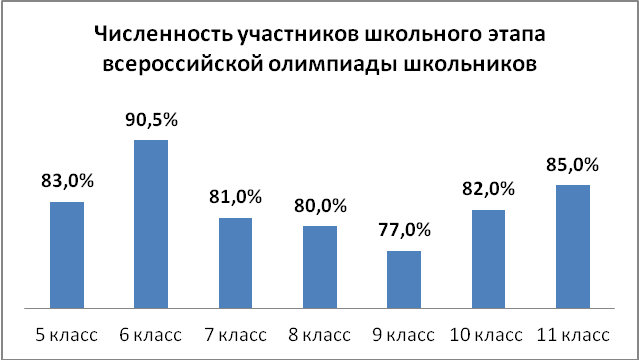 Численность участников школьного этапа
всероссийской олимпиады школьников
83,0%
90,5%
81,0%
80,0%
77,0%
82,0%
85,0%
5 класс
6 класс
7 класс
8 класс
9 класс
10 класс
11 класс